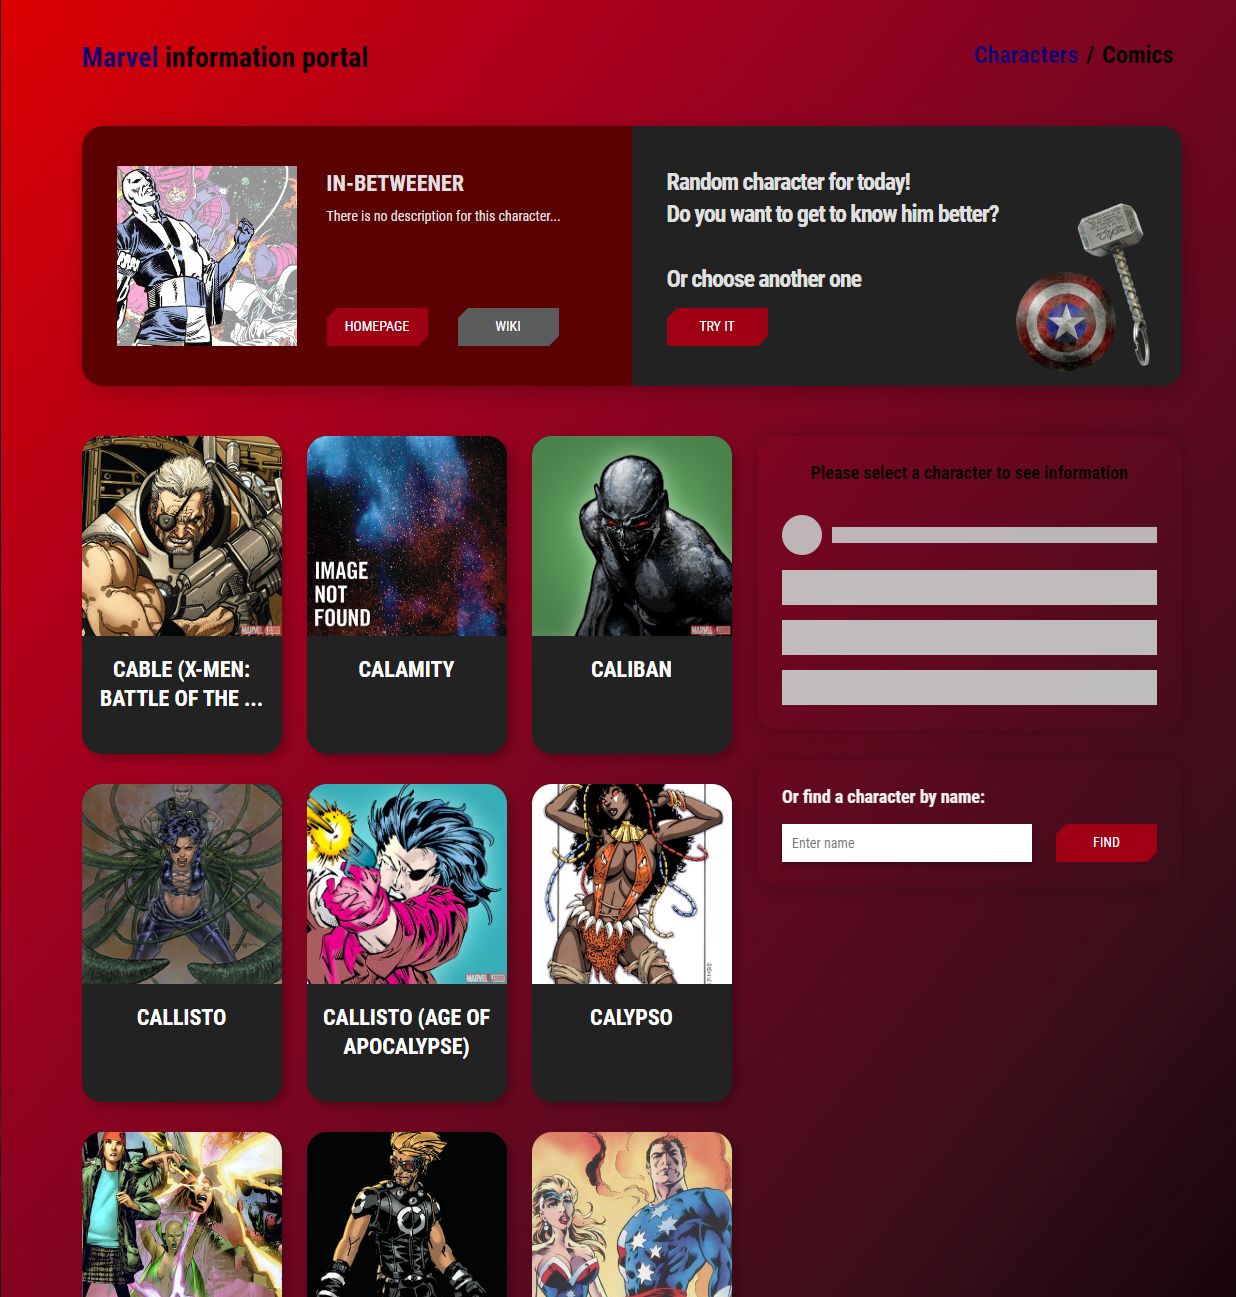 Marvel information portal
Characters / Comics
IN-BETWEENER
There is no description for this character...
HOMEPAGE
WIKI
Random character for today!
Do you want to get to know him better?
Or choose another one
TRY IT
IMAGE
NOT
FOUND
MARVEL
MARVEL
CABLE (X-MEN:
BATTLE OF THE ...
CALAMITY
CALIBAN
Please select a character to see information
Or find a character by name:
Enter name
FIND
MARVEL
CALLISTO
CALLISTO (AGE OF
APOCALYPSE)
CALYPSO